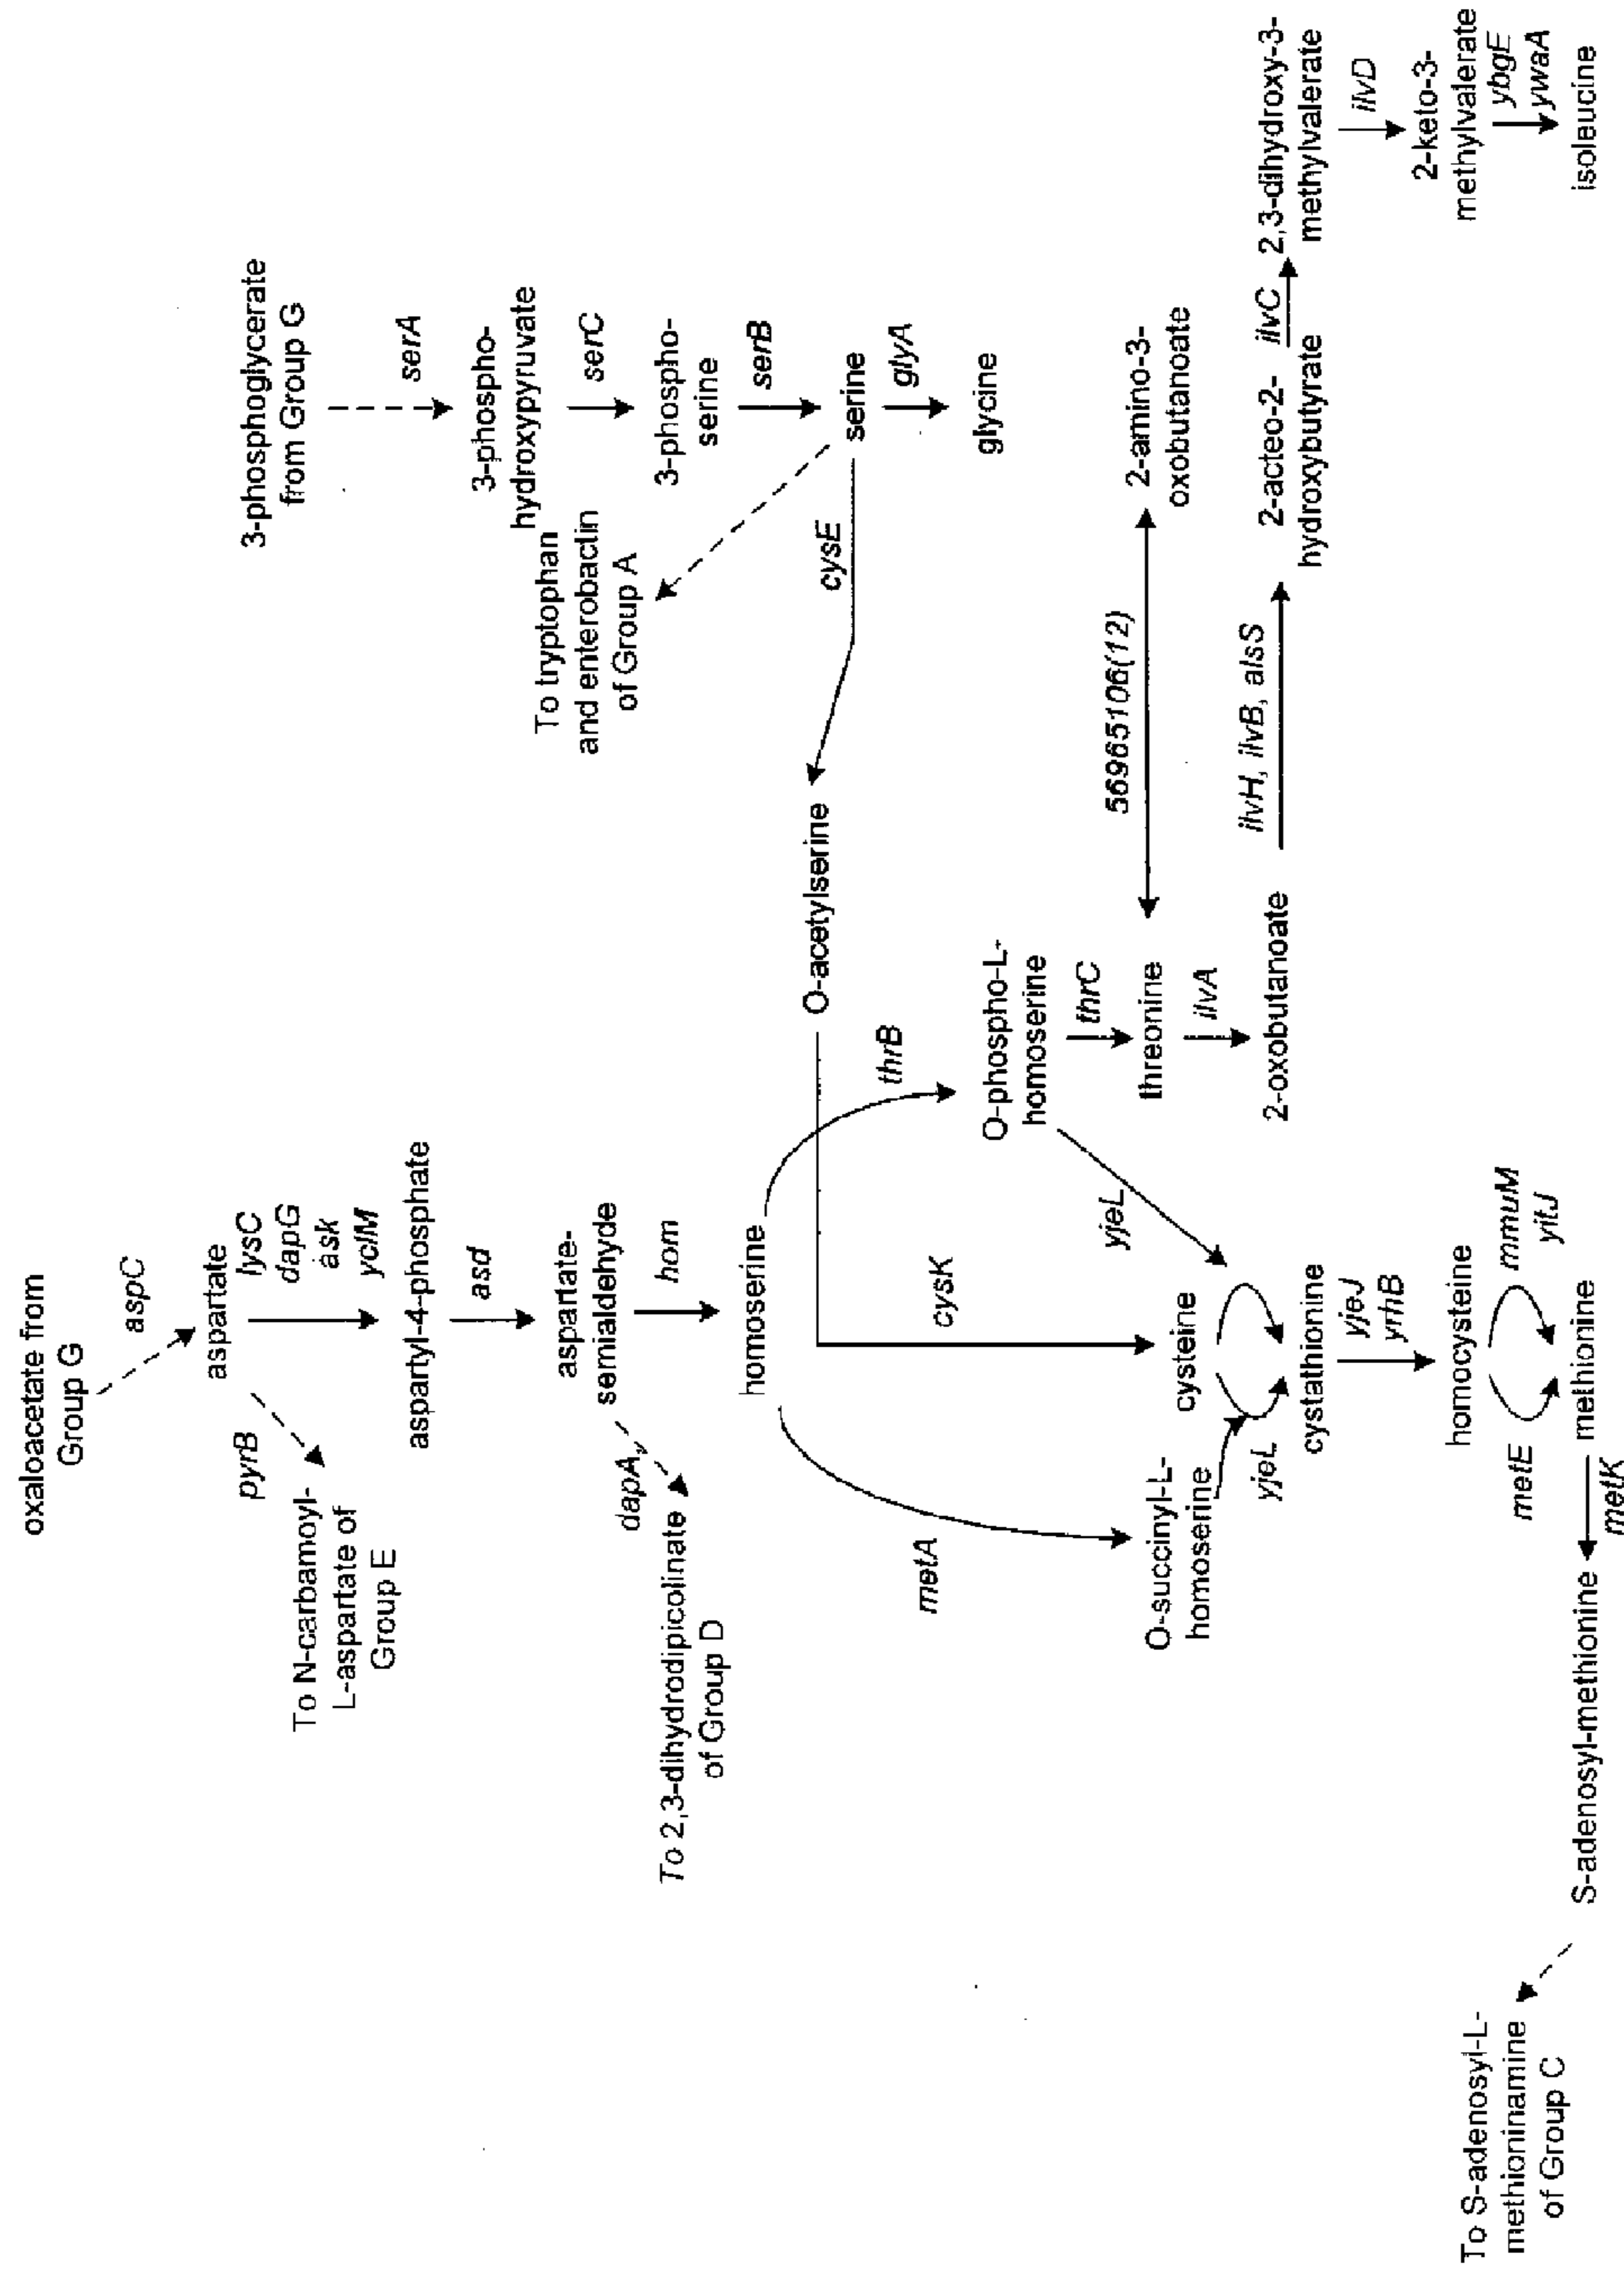 oxaloacetate from
Group G
aspC
aspartate
pyrB
To N-carbamoyl-
L-aspartate of
Group E
lysC
dapG
ask
yclM
aspartyl-4-phosphate
asd
aspartate-
semialdehyde
dapA
To 2,3-dihydrodipicolinate
of Group D
hom
homoserine
metA
thrB
3-phosphoglycerate
from Group G
serA
3-phospho-
hydroxypyruvate
serC
3-phospho-
serine
serB
serine
To tryptophan
and enterobactin
of Group A
glyA
glycine
cysE
O-acetylserine
cysK
cysteine
O-phospho-L-
homoserine
thrC
threonine
56965106(12)
2-amino-3-
oxobutanoate
ilvA
2-oxobutanoate
ilvH, ilvB, alsS
2-acteo-2-
hydroxybutyrate
ilvC
2,3-dihydroxy-3-
methylvalerate
ilvD
2-keto-3-
methylvalerate
ybgE
ywaA
isoleucine
O-succinyl-L-
homoserine
yjeL
yjeL
cystathionine
yjeJ
yrhB
homocysteine
metE
mmuM
yitJ
methionine
metK
S-adenosyl-methionine
To S-adenosyl-L-
methioninamine
of Group C